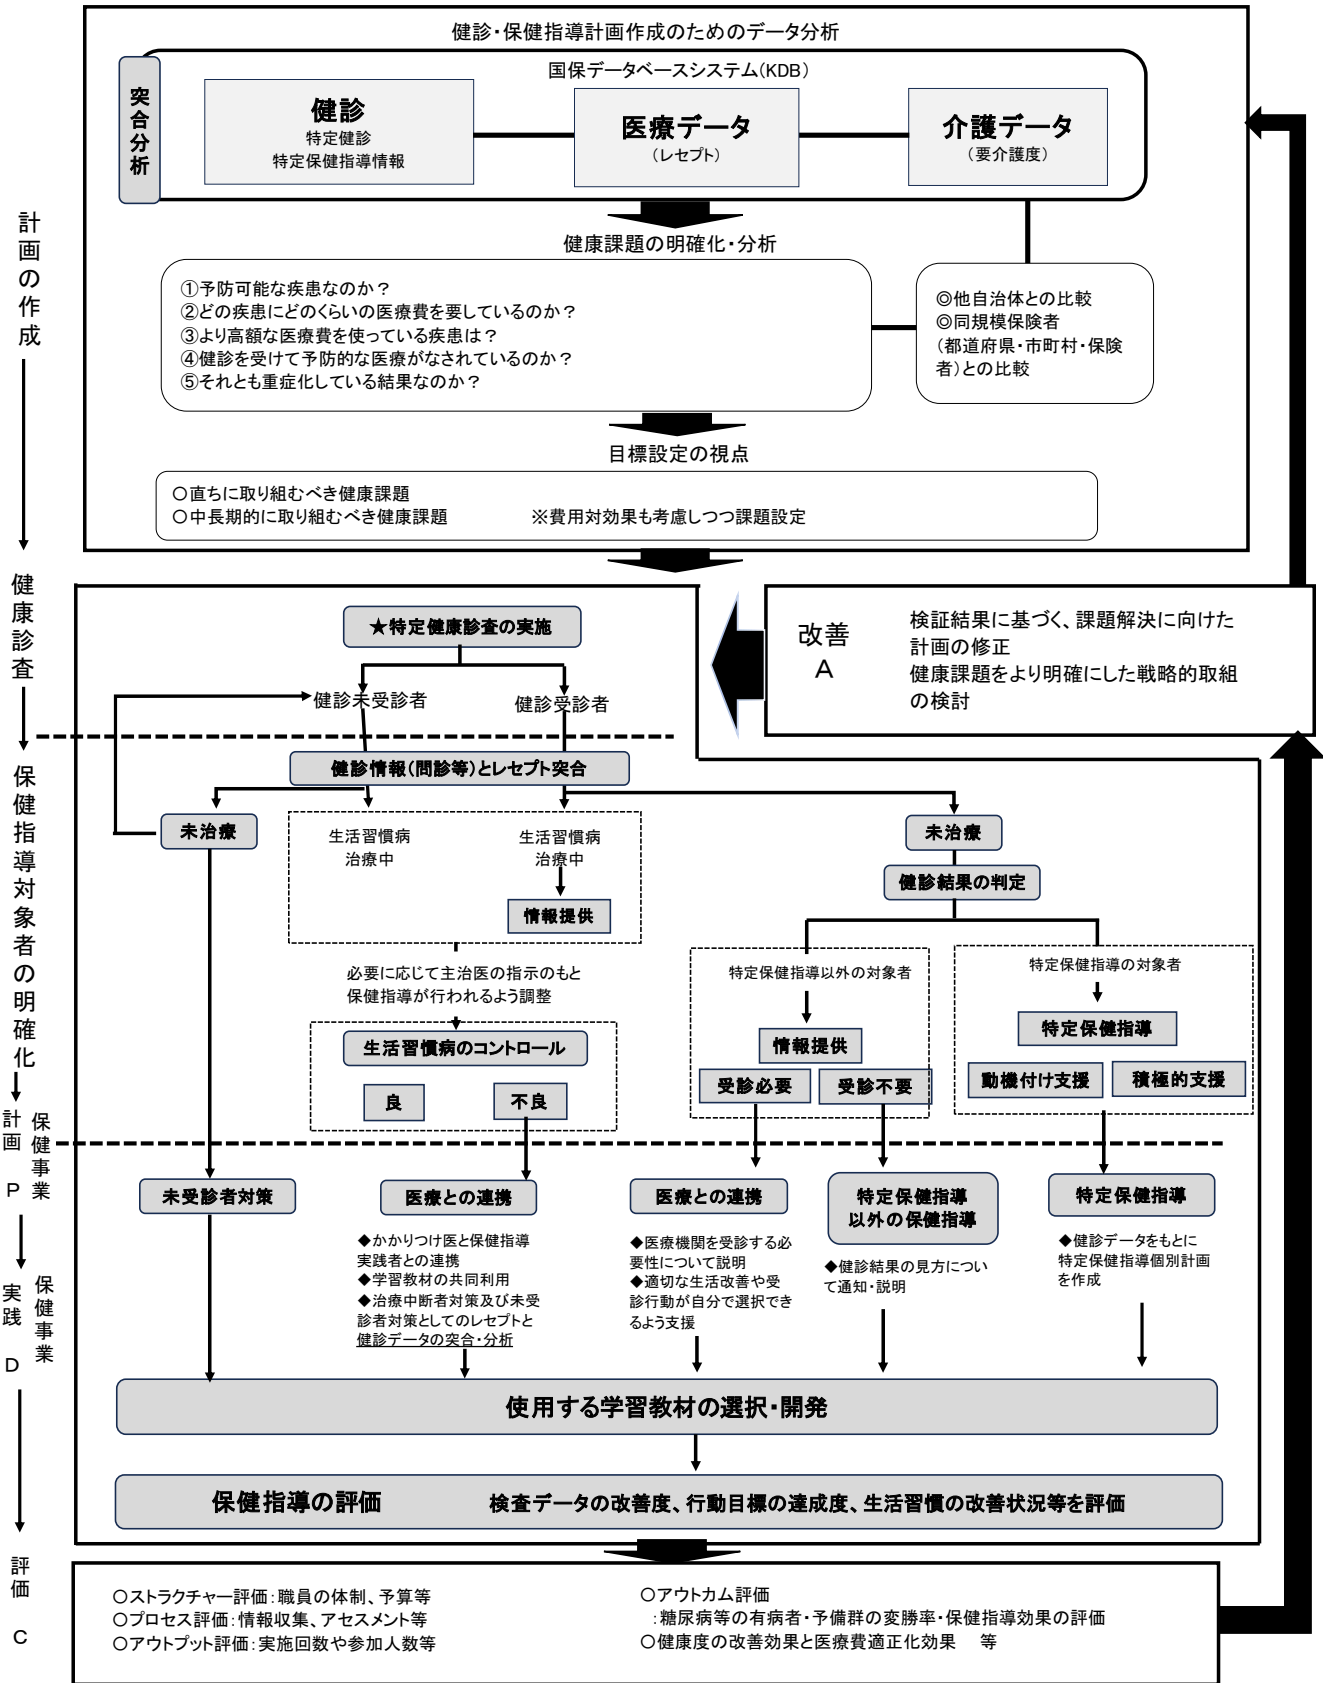 健診・保健指導計画作成のためのデータ分析
国保データベースシステム(KDB)
突合分析
健診
特定健診
特定保健指導情報
医療データ
(レセプト)
介護データ
(要介護度)
計画の作成
健康課題の明確化・分析
①予防可能な疾患なのか？
②どの疾患にどのくらいの医療費を要しているのか？
③より高額な医療費を使っている疾患は？
④健診を受けて予防的な医療がなされているのか？
⑤それとも重症化している結果なのか？
◎他自治体との比較
◎同規模保険者
(都道府県・市町村・保険
者)との比較
目標設定の視点
○直ちに取り組むべき健康課題
○中長期的に取り組むべき健康課題　※費用対効果も考慮しつつ課題設定
健康診査
★特定健康診査の実施
健診未受診者
健診受診者
改善
A
検証結果に基づく、課題解決に向けた
計画の修正
健康課題をより明確にした戦略的取組
の検討
保健指導対象者の明確化
健診情報(問診等)とレセプト突合
未治療
生活習慣病
治療中
生活習慣病
治療中
情報提供
未治療
健診結果の判定
必要に応じて主治医の指示のもと
保健指導が行われるよう調整
生活習慣病のコントロール
良
不良
特定保健指導以外の対象者
情報提供
受診必要
受診不要
特定保健指導の対象者
特定保健指導
動機付け支援
積極的支援
保健事業
計画 P
未受診者対策
医療との連携
医療との連携
特定保健指導
以外の保健指導
特定保健指導
保健事業
実践 D
◆かかりつけ医と保健指導
実践者との連携
◆学習教材の共同利用
◆治療中断者対策及び未受
診者対策としてのレセプトと
健診データの突合・分析
◆医療機関を受診する必
要性について説明
◆適切な生活改善や受
診行動が自分で選択でき
るよう支援
◆健診結果の見方につい
て通知・説明
◆健診データをもとに
特定保健指導個別計画
を作成
使用する学習教材の選択・開発
保健指導の評価　検査データの改善度、行動目標の達成度、生活習慣の改善状況等を評価
評価 C
○ストラクチャー評価：職員の体制、予算等
○プロセス評価：情報収集、アセスメント等
○アウトプット評価：実施回数や参加人数等
○アウトカム評価
：糖尿病等の有病者・予備群の変勝率・保健指導効果の評価
○健康度の改善効果と医療費適正化効果　等